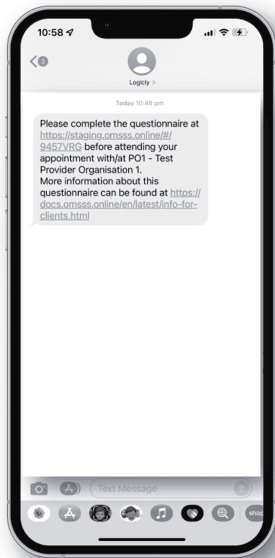 10:58
3
Logicly >
Today 10:48 pm
Please complete the questionnaire at
https://staging.omsss.online/#/
9457VRG before attending your
appointment with/at PO1 - Test
Provider Organisation 1.
More information about this
questionnaire can be found at https://
docs.omsss.online/en/latest/info-for-
clients.html
Text Message
shop